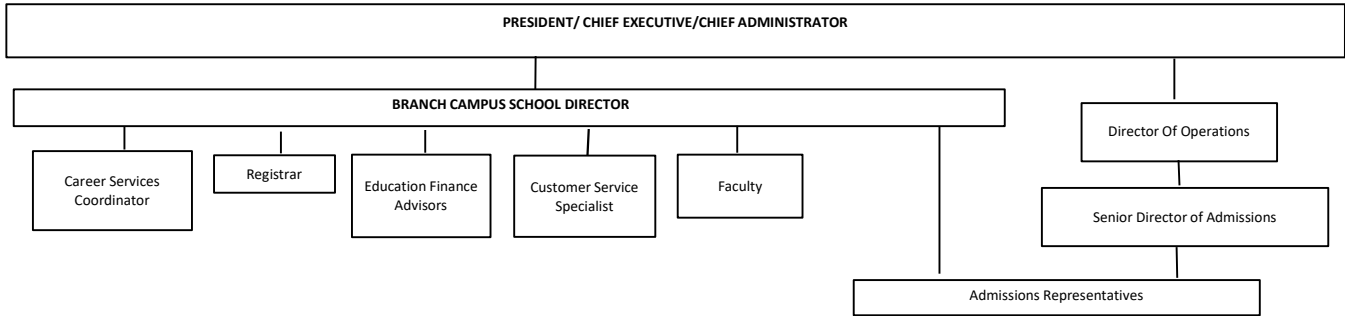 PRESIDENT/ CHIEF EXECUTIVE/CHIEF ADMINISTRATOR
BRANCH CAMPUS SCHOOL DIRECTOR
Director Of Operations
Career Services
Coordinator
Registrar
Education Finance
Advisors
Customer Service
Specialist
Faculty
Senior Director of Admissions
Admissions Representatives